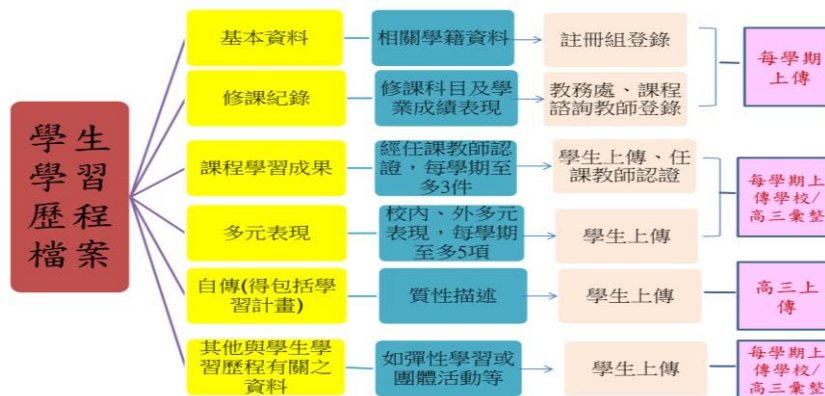 學生
學習
歷程
檔案
基本資料
相關學籍資料
註冊組登錄
每學期
上傳
修課紀錄
修課科目及學
業成績表現
教務處、課程
諮詢教師登錄
課程學習成果
經任課教師認
證，每學期至
多3件
學生上傳、任
課教師認證
每學期上
傳學校/
高三彙整
多元表現
校內、外多元
表現，每學期
至多5項
學生上傳
自傳(得包括學
習計畫)
質性描述
學生上傳
高三上
傳
其他與學生學
習歷程有關之
資料
如彈性學習或
團體活動等
學生上傳
每學期上
傳學校/
高三彙整